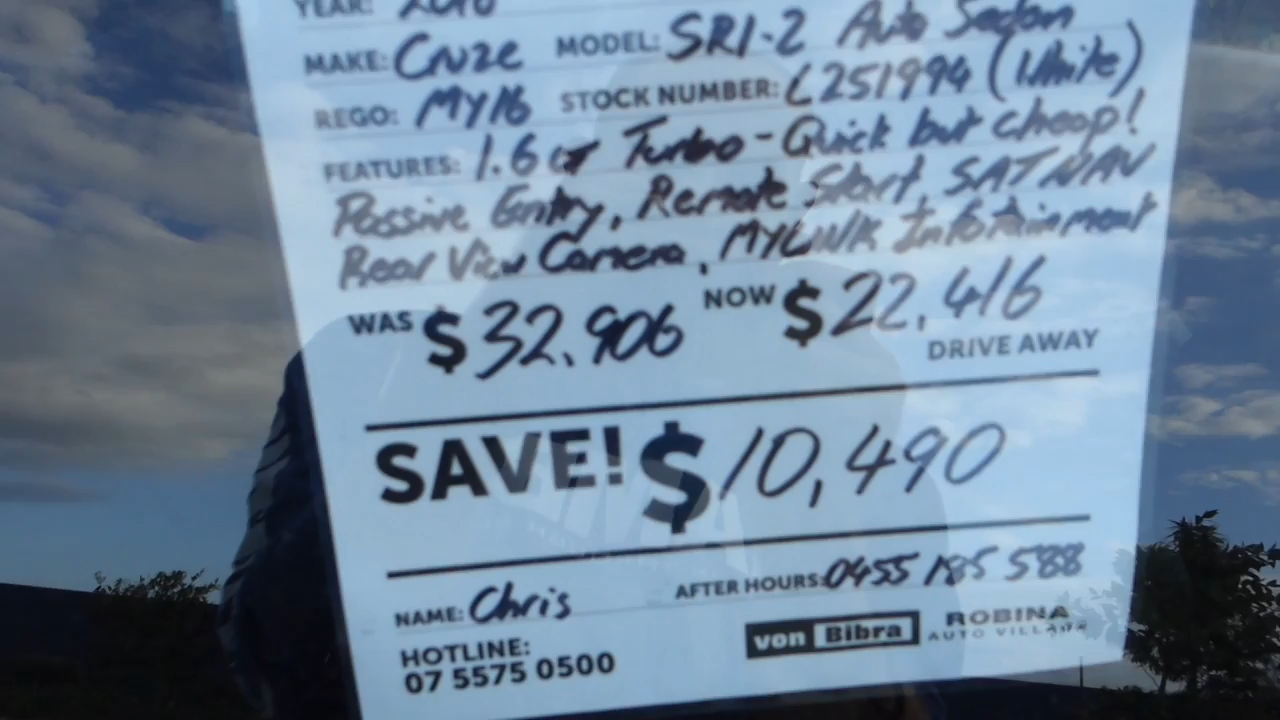 YEAR: 2016
MAKE: Cruze MODEL: SRI-2 Auto Sedan
REGO: MY16 STOCK NUMBER: L251994 (White)
FEATURES: 1.6 Turbo - Quick but cheap!
Passive Entry, Remote Start, SAT NAV
Rear View Camera, MYLINK Infotainment
WAS $32,906 NOW $22,416
DRIVE AWAY
SAVE! $10,490
NAME: Chris AFTER HOURS: 0455 185 588
HOTLINE:
07 5575 0500
von Bibra ROBINA
AUTO VILLAGE